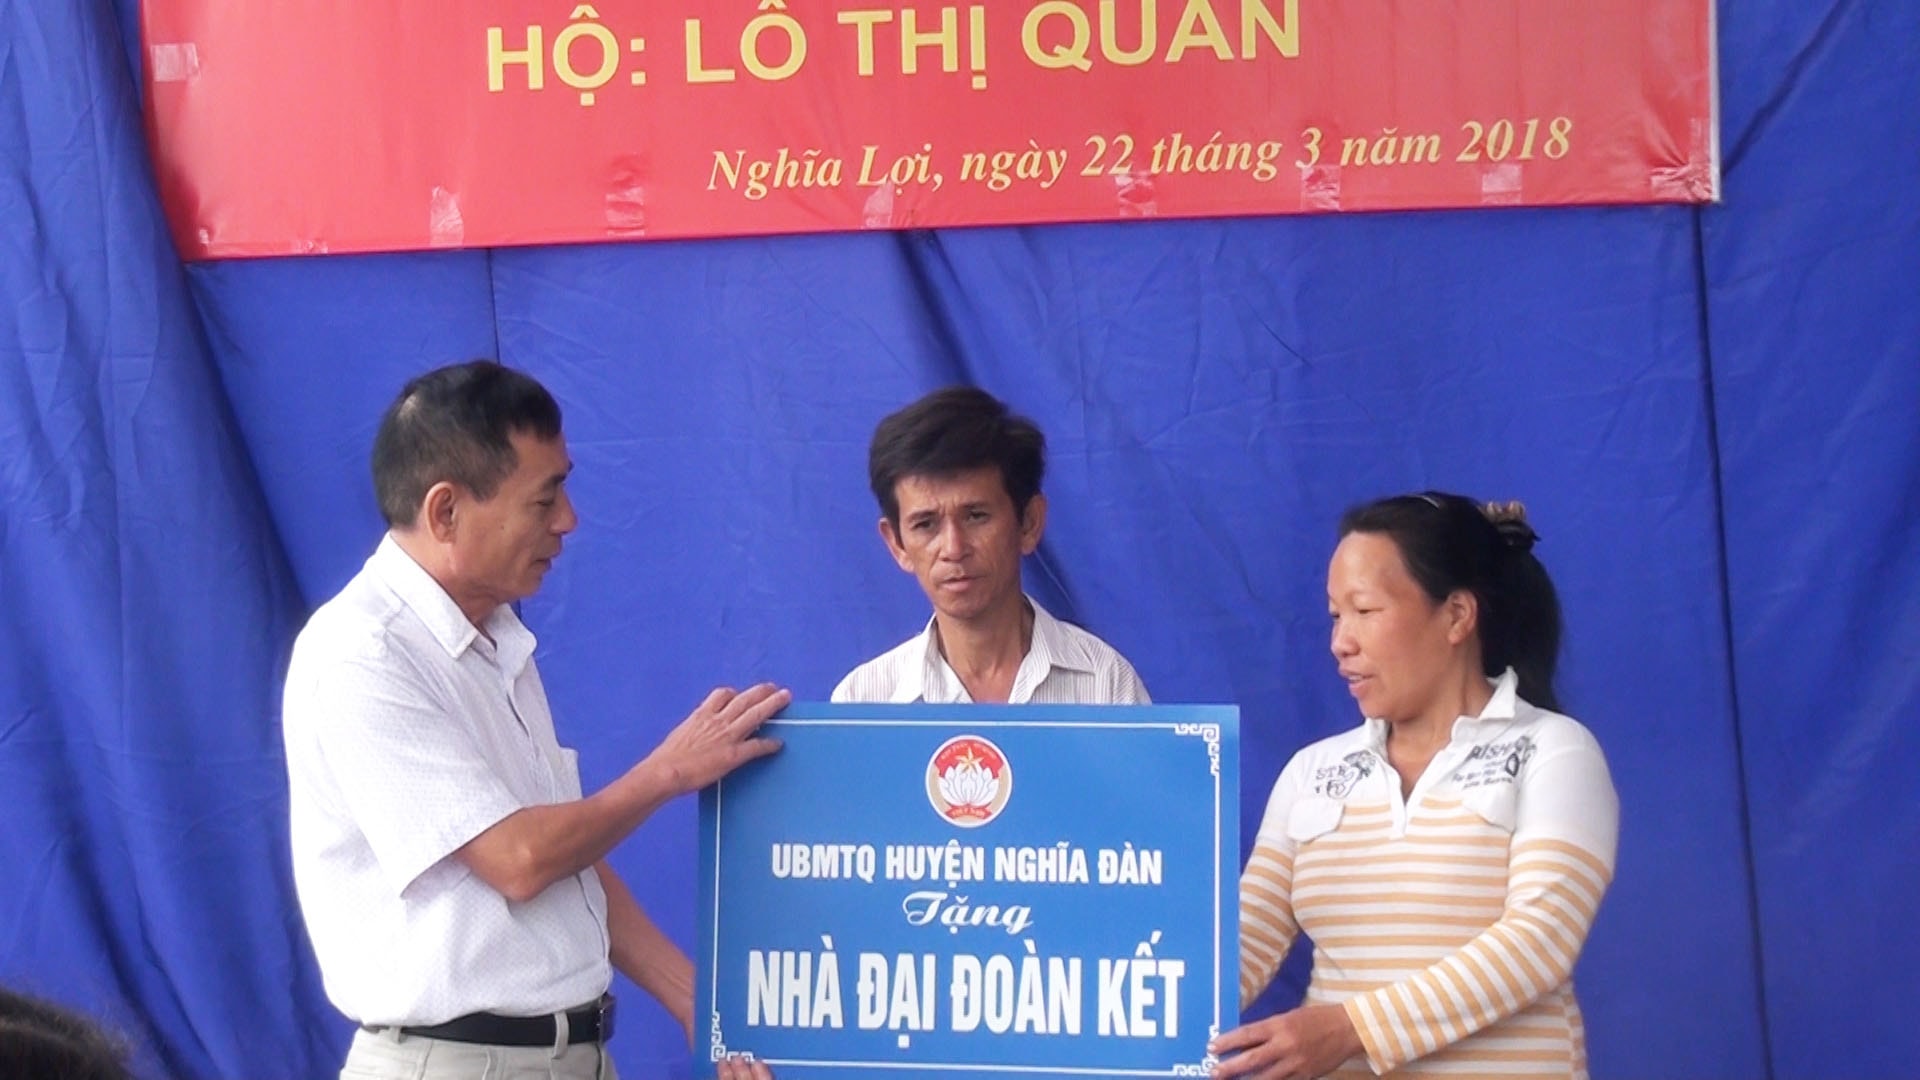 HỘ: LÔ THỊ QUÂN
Nghĩa Lợi, ngày 22 tháng 3 năm 2018
UBMTQ HUYỆN NGHĨA ĐÀN
Tặng
NHÀ ĐẠI ĐOÀN KẾT